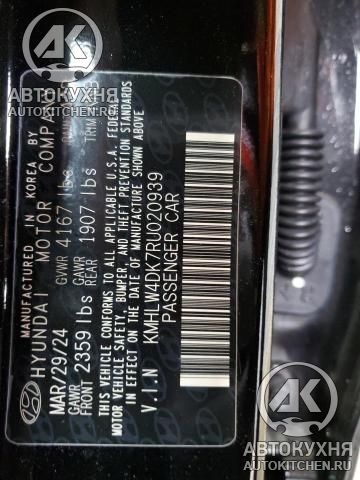 MANUFACTURED IN KOREA BY
HYUNDAI MOTOR COMPANY
MAR/29/24 GVWR 4167 lbs
GAWR FRONT 2359 lbs GAWR REAR 1907 lbs
THIS VEHICLE CONFORMS TO ALL APPLICABLE U.S.A. FEDERAL
MOTOR VEHICLE SAFETY, BUMPER, AND THEFT PREVENTION STANDARDS
IN EFFECT ON THE DATE OF MANUFACTURE SHOWN ABOVE
V.I.N KMHLW4DK7RU020939
PASSENGER CAR
АВТОКУХНЯ
AUTOKITCHEN.RU
АВТОКУХНЯ
AUTOKITCHEN.RU